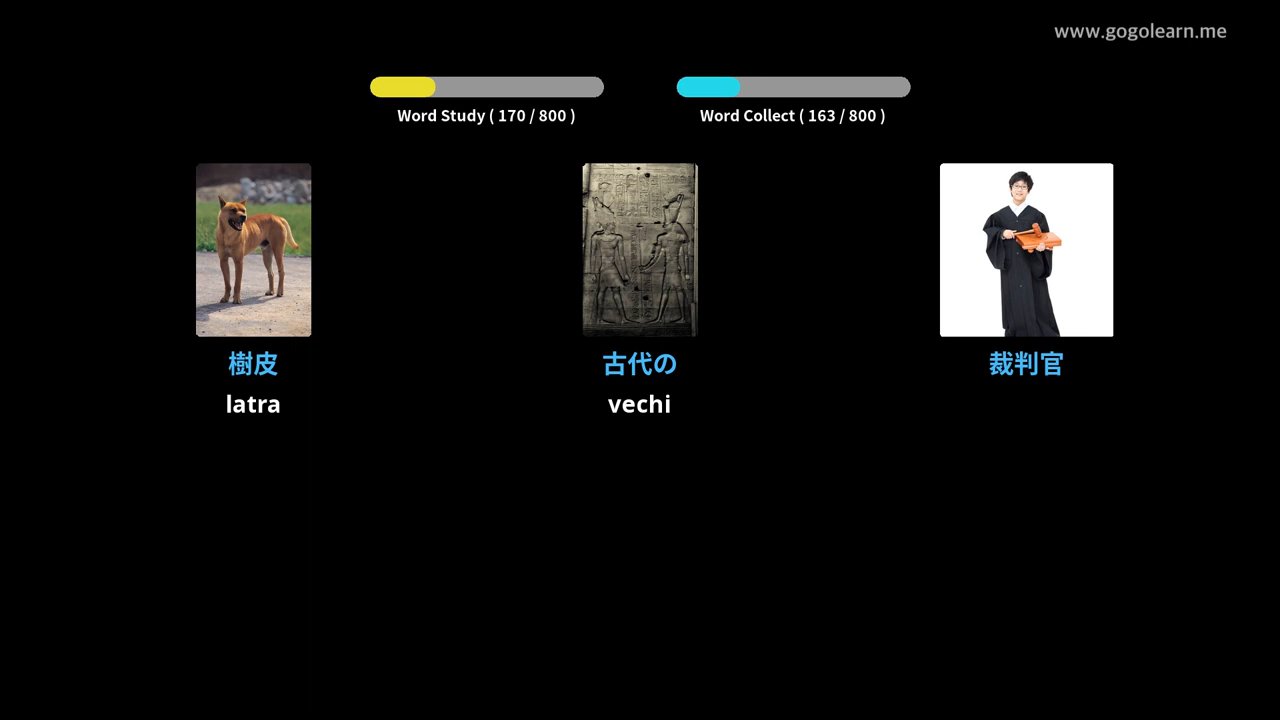 www.gogolearn.me
Word Study ( 170 / 800 )
Word Collect ( 163 / 800 )
樹皮
古代の
裁判官
latra
vechi